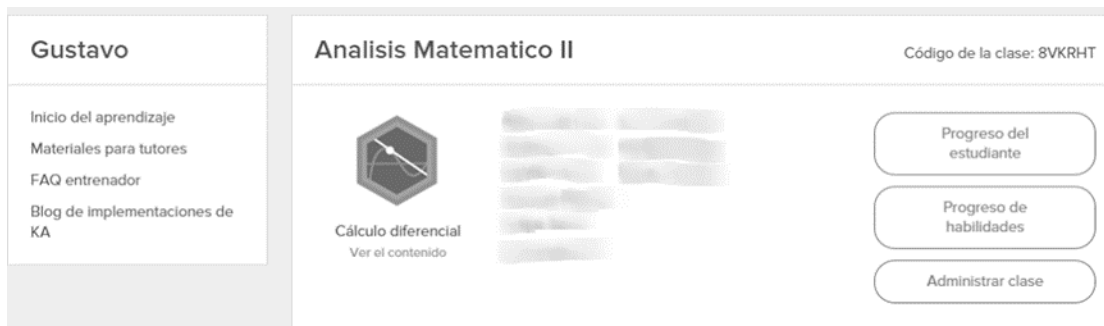 Gustavo
Inicio del aprendizaje
Materiales para tutores
FAQ entrenador
Blog de implementaciones de
KA
Analisis Matematico II
Código de la clase: 8VKRHT
Cálculo diferencial
Ver el contenido
Progreso del
estudiante
Progreso de
habilidades
Administrar clase